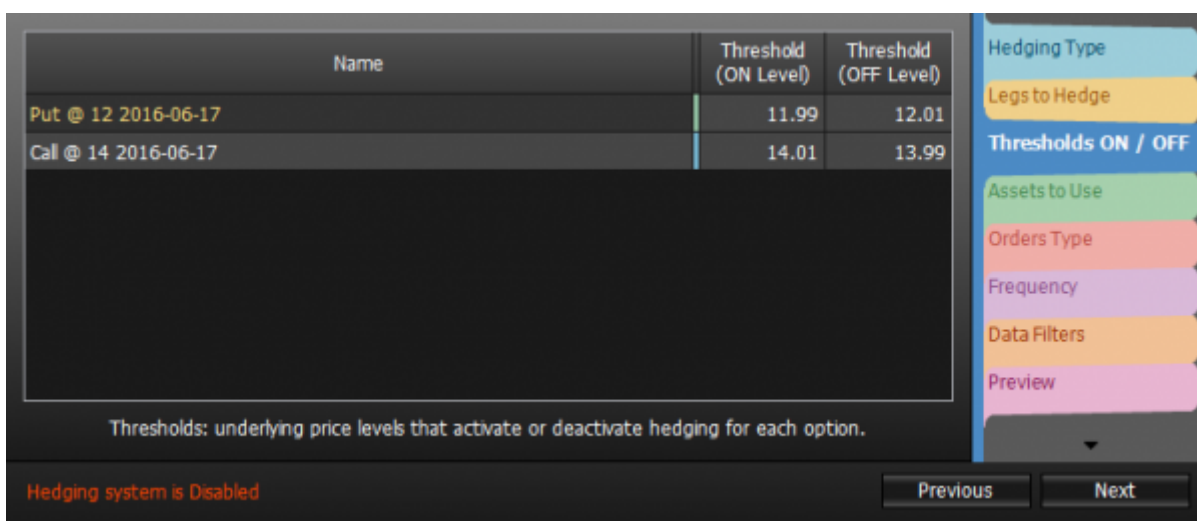 Name
Threshold
(ON Level)
Threshold
(OFF Level)
Put @ 12 2016-06-17 11.99 12.01
Call @ 14 2016-06-17 14.01 13.99
Thresholds: underlying price levels that activate or deactivate hedging for each option.
Hedging Type
Legs to Hedge
Thresholds ON / OFF
Assets to Use
Orders Type
Frequency
Data Filters
Preview
Hedging system is Disabled
Previous
Next